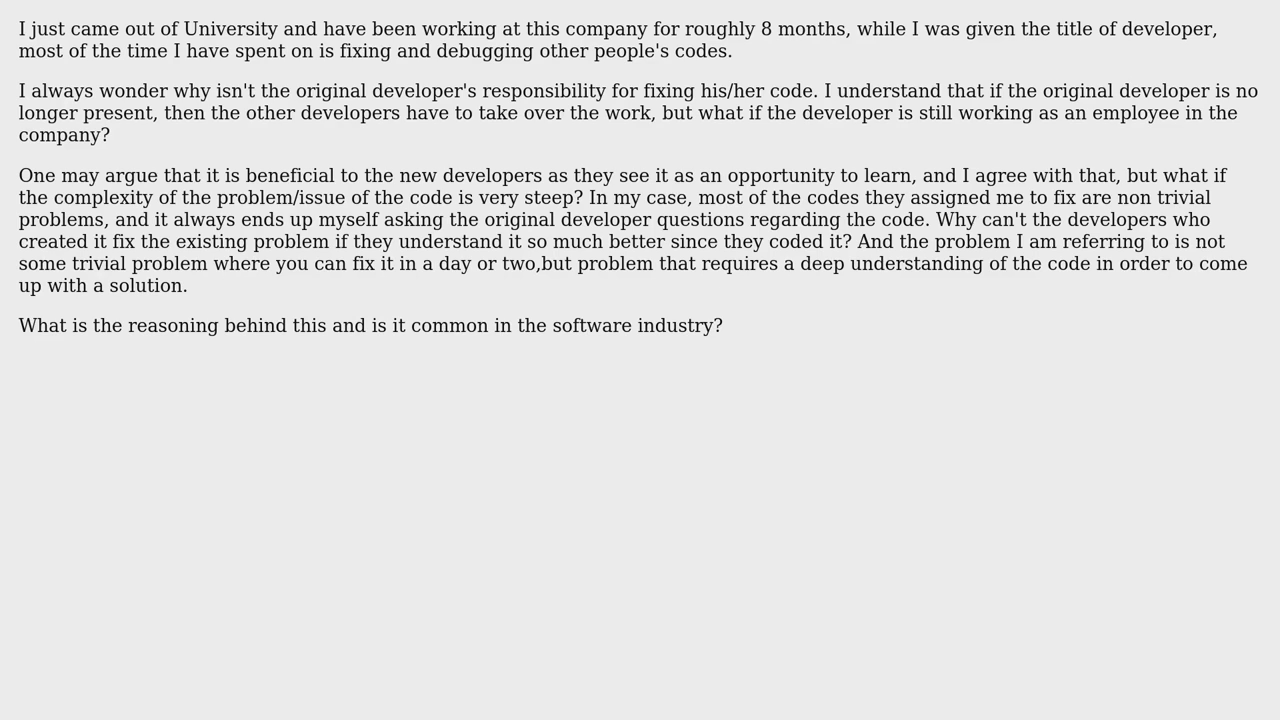 I just came out of University and have been working at this company for roughly 8 months, while I was given the title of developer,
most of the time I have spent on is fixing and debugging other people's codes.
I always wonder why isn't the original developer's responsibility for fixing his/her code. I understand that if the original developer is no
longer present, then the other developers have to take over the work, but what if the developer is still working as an employee in the
company?
One may argue that it is beneficial to the new developers as they see it as an opportunity to learn, and I agree with that, but what if
the complexity of the problem/issue of the code is very steep? In my case, most of the codes they assigned me to fix are non trivial
problems, and it always ends up myself asking the original developer questions regarding the code. Why can't the developers who
created it fix the existing problem if they understand it so much better since they coded it? And the problem I am referring to is not
some trivial problem where you can fix it in a day or two,but problem that requires a deep understanding of the code in order to come
up with a solution.
What is the reasoning behind this and is it common in the software industry?